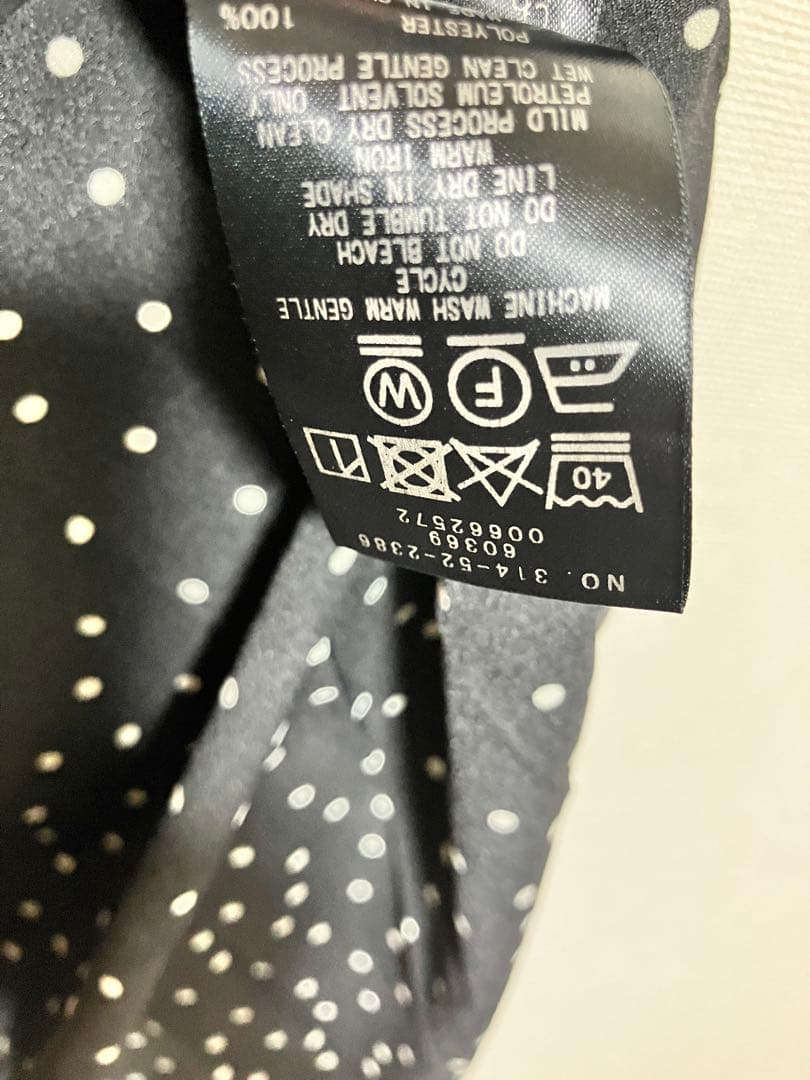 NO. 314-52-2386
60369
00662572
40
F
W
MACHINE WASH WARM GENTLE
CYCLE
DO NOT BLEACH
DO NOT TUMBLE DRY
LINE DRY IN SHADE
WARM IRON
MILD PROCESS DRY CLEAN
PETROLEUM SOLVENT ONLY
WET CLEAN GENTLE PROCESS
POLYESTER 100%